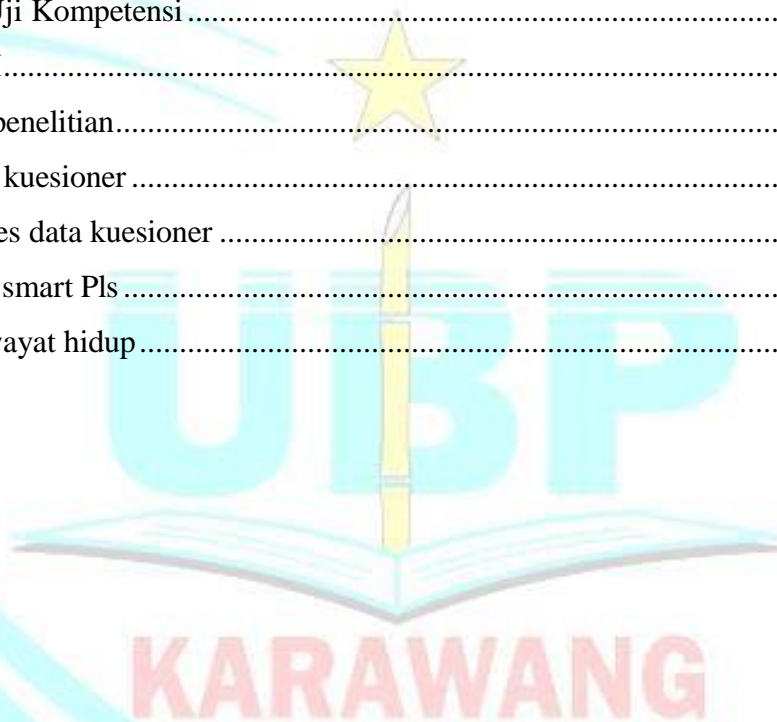 Uji Kompetensi ........................................................................
penelitian ........................................................................
kuesioner ........................................................................
es data kuesioner ........................................................................
smart Pls ........................................................................
ayat hidup ........................................................................
UBP
KARAWANG